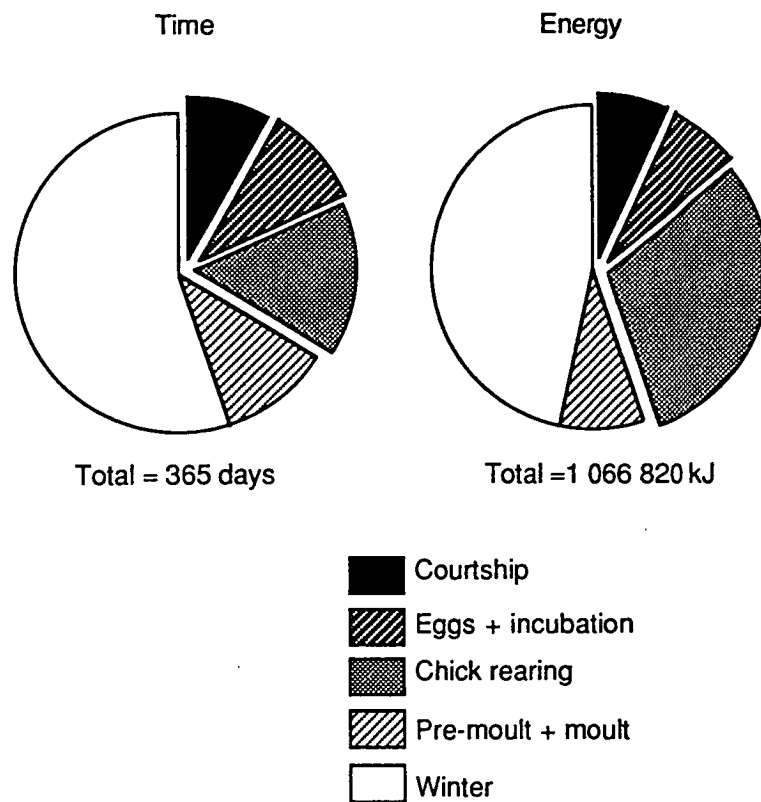 Time
Energy
Total = 365 days
Total =1 066 820 kJ
Courtship
Eggs + incubation
Chick rearing
Pre-moult + moult
Winter